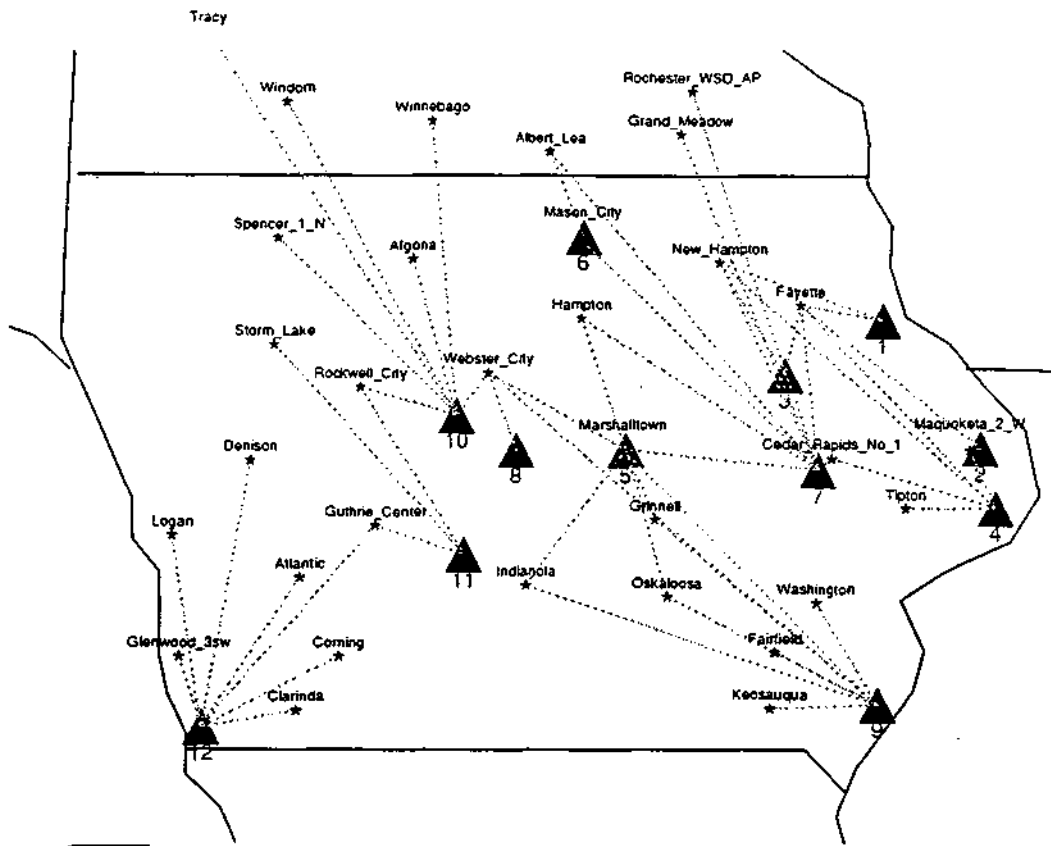 Tracy
Windom
Winnebago
Rochester_WSO_AP
Grand_Meadow
Albert_Lea
Spencer_1_N
Algona
Mason_City
6
New_Hampton
Fayette
1
Hampton
Storm_Lake
Rockwell_City
Webster_City
3
10
Marshalltown
Maquoketa_2_W
Denison
8
5
Cedar_Rapids_No_1
2
7
Tipton
4
Logan
Guthrie_Center
Grinnell
Atlantic
11
Indianola
Oskaloosa
Washington
Glenwood_3sw
Corning
Fairfield
Clarinda
Keosauqua
9
12